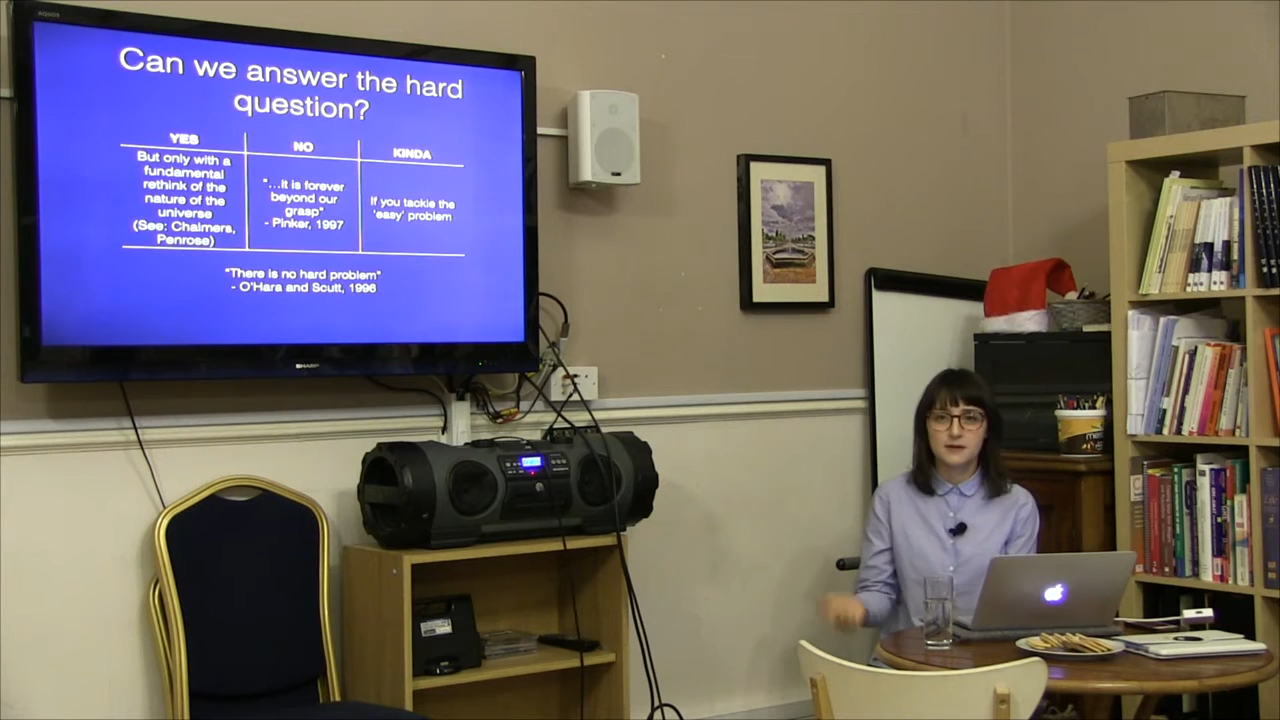 AQUOS
Can we answer the hard
question?
YES
NO
KINDA
But only with a
fundamental
rethink of the
nature of the
universe
(See: Chalmers,
Penrose)
"...it is forever
beyond our
grasp"
- Pinker, 1997
If you tackle the
'easy' problem
"There is no hard problem"
- O'Hara and Scutt, 1996
SHARP